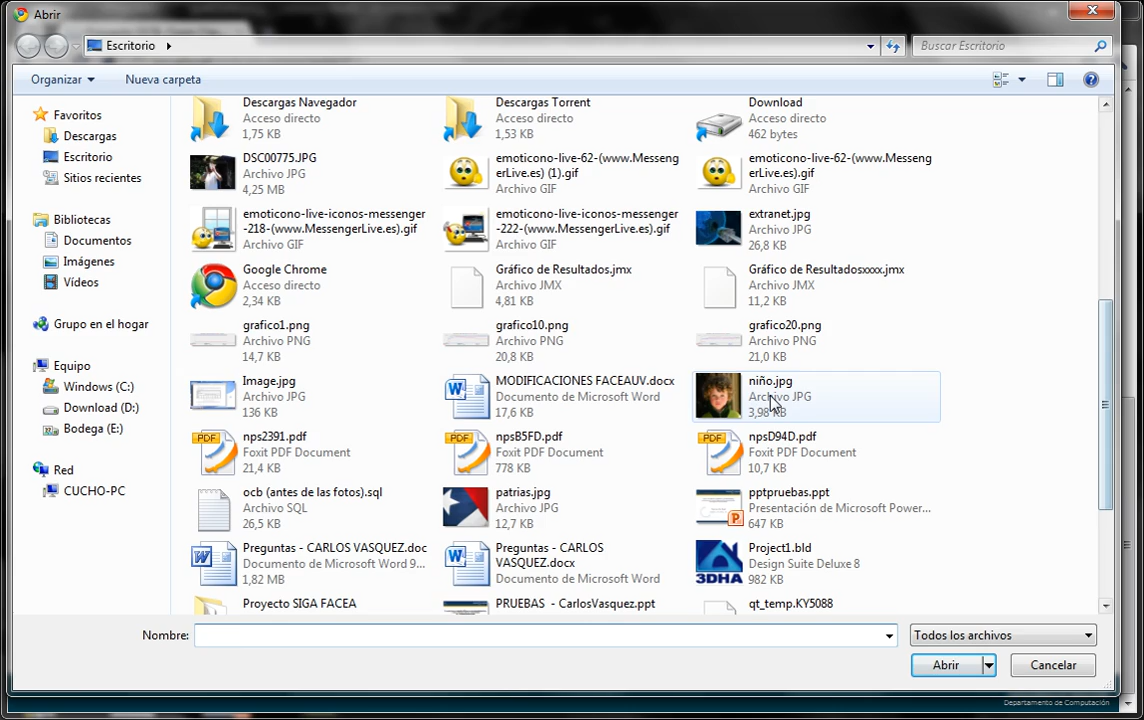 Abrir
Escritorio
Buscar Escritorio
Organizar
Nueva carpeta
Favoritos
Descargas
Escritorio
Sitios recientes
Bibliotecas
Documentos
Imágenes
Vídeos
Grupo en el hogar
Equipo
Windows (C:)
Download (D:)
Bodega (E:)
Red
CUCHO-PC
Descargas Navegador
Acceso directo
1,75 KB
Descargas Torrent
Acceso directo
1,53 KB
Download
Acceso directo
462 bytes
DSC00775.JPG
Archivo JPG
4,25 MB
emoticono-live-62-(www.Messeng
erLive.es) (1).gif
Archivo GIF
emoticono-live-62-(www.Messeng
erLive.es).gif
Archivo GIF
emoticono-live-iconos-messenger
-218-(www.MessengerLive.es).gif
Archivo GIF
emoticono-live-iconos-messenger
-222-(www.MessengerLive.es).gif
Archivo GIF
extranet.jpg
Archivo JPG
26,8 KB
Google Chrome
Acceso directo
2,34 KB
Gráfico de Resultados.jmx
Archivo JMX
4,81 KB
Gráfico de Resultadosxxxx.jmx
Archivo JMX
11,2 KB
grafico1.png
Archivo PNG
14,7 KB
grafico10.png
Archivo PNG
20,8 KB
grafico20.png
Archivo PNG
21,0 KB
Image.jpg
Archivo JPG
136 KB
MODIFICACIONES FACEAUV.docx
Documento de Microsoft Word
17,6 KB
niño.jpg
Archivo JPG
3,98 KB
PDF
nps2391.pdf
Foxit PDF Document
21,4 KB
PDF
npsB5FD.pdf
Foxit PDF Document
778 KB
PDF
npsD94D.pdf
Foxit PDF Document
10,7 KB
ocb (antes de las fotos).sql
Archivo SQL
26,5 KB
patrias.jpg
Archivo JPG
12,7 KB
pptpruebas.ppt
Presentación de Microsoft Power...
647 KB
Preguntas - CARLOS VASQUEZ.doc
Documento de Microsoft Word 9...
1,82 MB
Preguntas - CARLOS
VASQUEZ.docx
Documento de Microsoft Word
3DHA
Project1.bld
Design Suite Deluxe 8
982 KB
Proyecto SIGA FACEA
PRUEBAS - CarlosVasquez.ppt
qt_temp.KY5088
Nombre:
Todos los archivos
Abrir
Cancelar
Departamento de Computación